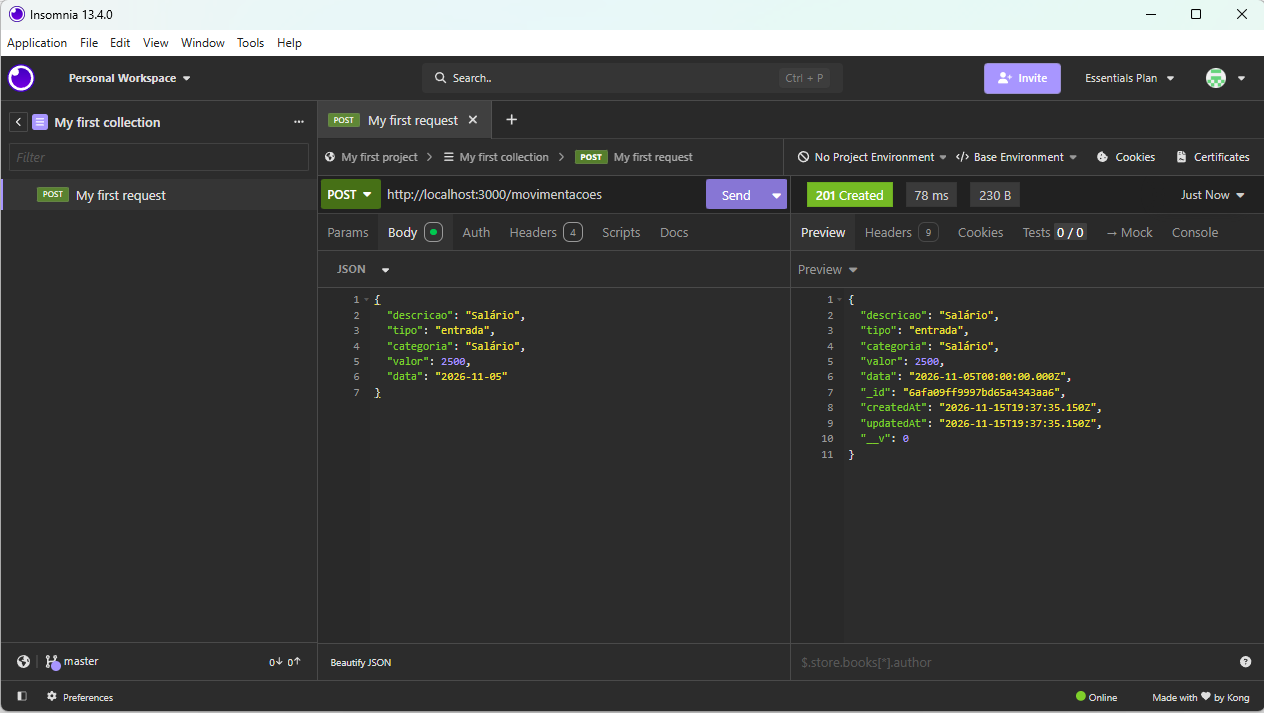 Insomnia 13.4.0
Application File Edit View Window Tools Help
Personal Workspace Search.. Ctrl + P Invite Essentials Plan
My first collection ...
Filter
POST My first request
POST My first request
My first project My first collection POST My first request
POST http://localhost:3000/movimentacoes Send
Params Body Auth Headers 4 Scripts Docs
JSON
1 {
2 "descricao": "Salário",
3 "tipo": "entrada",
4 "categoria": "Salário",
5 "valor": 2500,
6 "data": "2026-11-05"
7 }
Beautify JSON
No Project Environment Base Environment Cookies Certificates
201 Created 78 ms 230 B Just Now
Preview Headers 9 Cookies Tests 0 / 0 → Mock Console
Preview
1 {
2 "descricao": "Salário",
3 "tipo": "entrada",
4 "categoria": "Salário",
5 "valor": 2500,
6 "data": "2026-11-05T00:00:00.000Z",
7 "_id": "6afa09ff9997bd65a4343aa6",
8 "createdAt": "2026-11-15T19:37:35.150Z",
9 "updatedAt": "2026-11-15T19:37:35.150Z",
10 "__v": 0
11 }
$.store.books[*].author
master 0↓ 0↑
Preferences
Online Made with ♥ by Kong